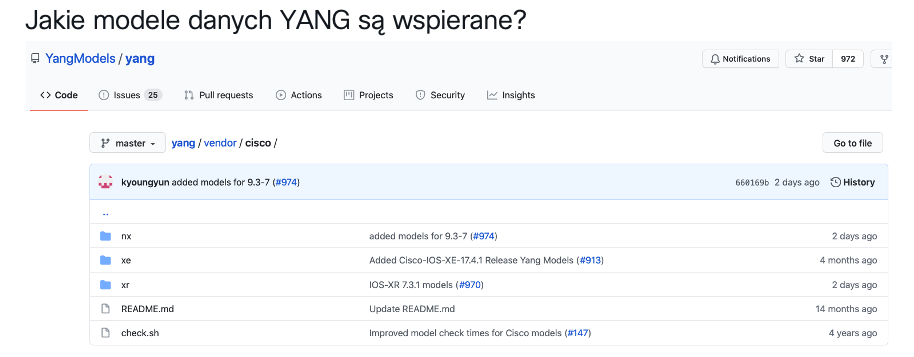 Jakie modele danych YANG są wspierane?
YangModels / yang
Notifications
Star 972
Code
Issues 25
Pull requests
Actions
Projects
Security
Insights
master
yang / vendor / cisco /
Go to file
kyoungyun added models for 9.3-7 (#974)
660169b 2 days ago
History
..
nx added models for 9.3-7 (#974) 2 days ago
xe Added Cisco-IOS-XE-17.4.1 Release Yang Models (#913) 4 months ago
xr IOS-XR 7.3.1 models (#970) 2 days ago
README.md Update README.md 14 months ago
check.sh Improved model check times for Cisco models (#147) 4 years ago